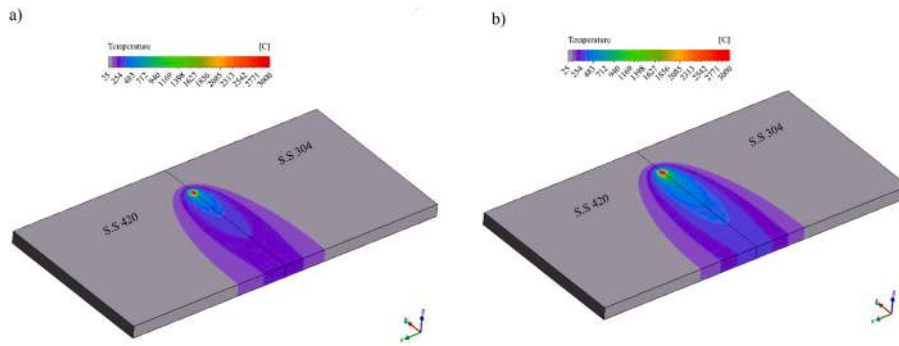 a)
Temperature [C]
25 254 483 712 940 1169 1398 1627 1856 2085 2313 2542 2771 3000
S.S 304
S.S 420
b)
Temperature [C]
25 254 483 712 940 1169 1398 1627 1856 2085 2313 2542 2771 3000
S.S 304
S.S 420